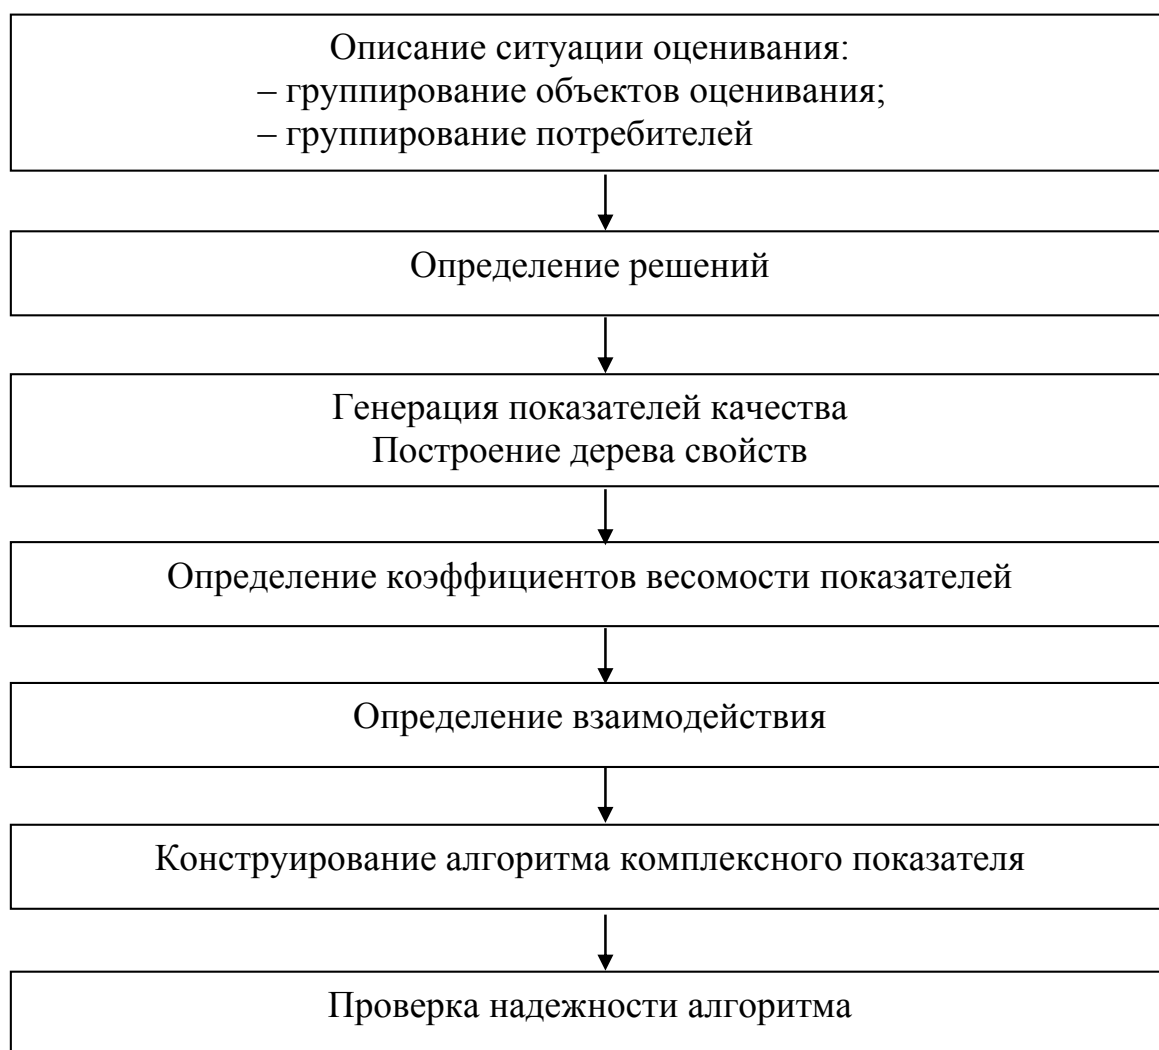 Описание ситуации оценивания:
– группирование объектов оценивания;
– группирование потребителей
Определение решений
Генерация показателей качества
Построение дерева свойств
Определение коэффициентов весомости показателей
Определение взаимодействия
Конструирование алгоритма комплексного показателя
Проверка надежности алгоритма